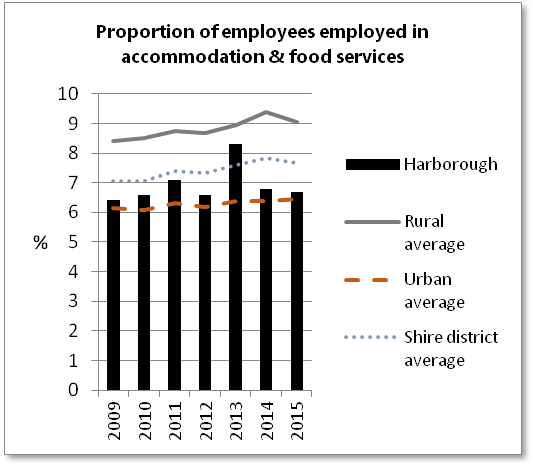 Proportion of employees employed in
accommodation & food services
10
9
8
7
6
5
4
3
2
1
0
%
2009
2010
2011
2012
2013
2014
2015
Harborough
Rural
average
Urban
average
Shire district
average